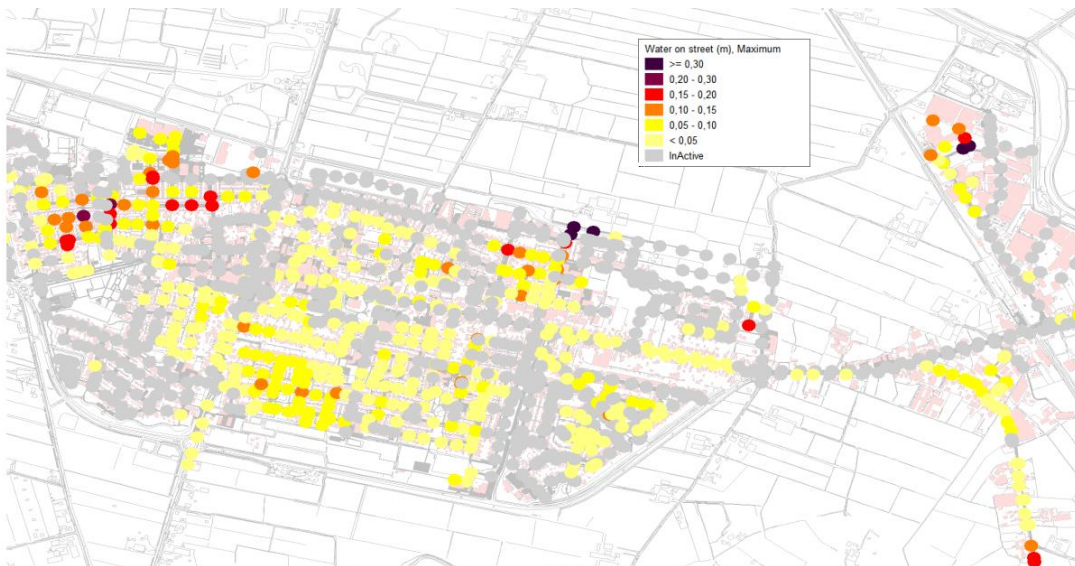 Water on street (m), Maximum
>= 0,30
0,20 - 0,30
0,15 - 0,20
0,10 - 0,15
0,05 - 0,10
< 0,05
InActive